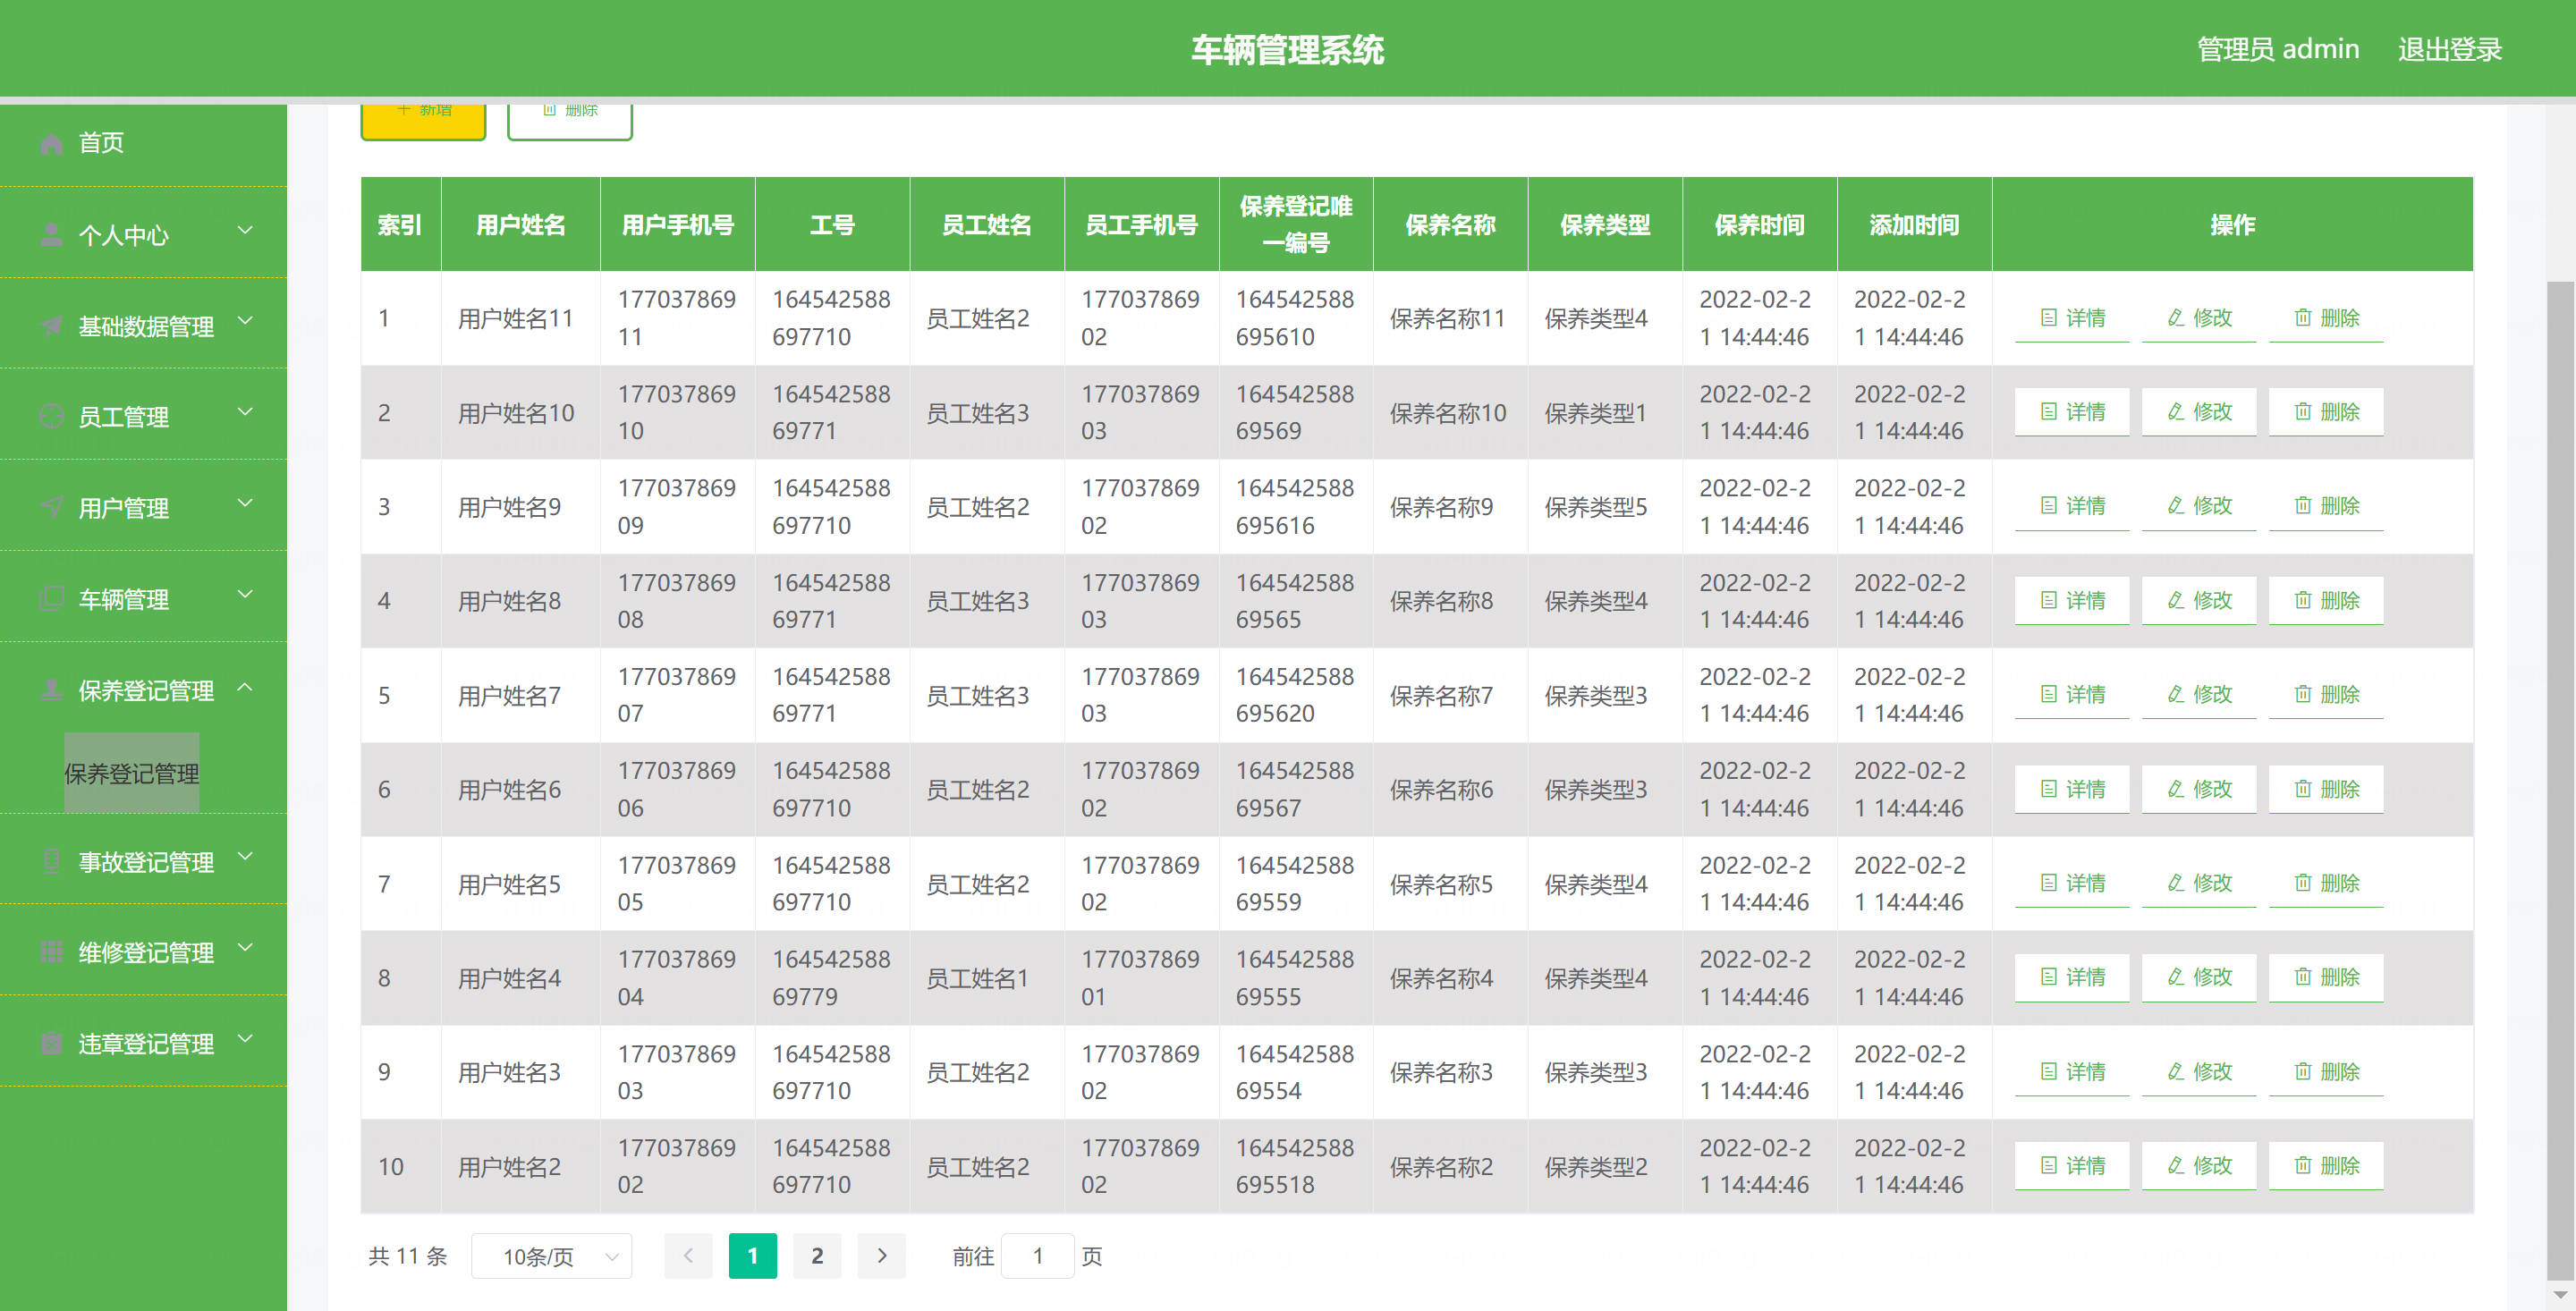 车辆管理系统
管理员 admin 退出登录
新增 删除
首页
个人中心
基础数据管理
员工管理
用户管理
车辆管理
保养登记管理
保养登记管理
事故登记管理
维修登记管理
违章登记管理
索引 用户姓名 用户手机号 工号 员工姓名 员工手机号 保养登记唯一编号 保养名称 保养类型 保养时间 添加时间 操作
1 用户姓名11 17703786911 164542588697710 员工姓名2 17703786902 164542588695610 保养名称11 保养类型4 2022-02-21 14:44:46 2022-02-21 14:44:46 详情 修改 删除
2 用户姓名10 17703786910 16454258869771 员工姓名3 17703786903 16454258869569 保养名称10 保养类型1 2022-02-21 14:44:46 2022-02-21 14:44:46 详情 修改 删除
3 用户姓名9 17703786909 164542588697710 员工姓名2 17703786902 164542588695616 保养名称9 保养类型5 2022-02-21 14:44:46 2022-02-21 14:44:46 详情 修改 删除
4 用户姓名8 17703786908 16454258869771 员工姓名3 17703786903 16454258869565 保养名称8 保养类型4 2022-02-21 14:44:46 2022-02-21 14:44:46 详情 修改 删除
5 用户姓名7 17703786907 16454258869771 员工姓名3 17703786903 164542588695620 保养名称7 保养类型3 2022-02-21 14:44:46 2022-02-21 14:44:46 详情 修改 删除
6 用户姓名6 17703786906 164542588697710 员工姓名2 17703786902 16454258869567 保养名称6 保养类型3 2022-02-21 14:44:46 2022-02-21 14:44:46 详情 修改 删除
7 用户姓名5 17703786905 164542588697710 员工姓名2 17703786902 16454258869559 保养名称5 保养类型4 2022-02-21 14:44:46 2022-02-21 14:44:46 详情 修改 删除
8 用户姓名4 17703786904 16454258869779 员工姓名1 17703786901 16454258869555 保养名称4 保养类型4 2022-02-21 14:44:46 2022-02-21 14:44:46 详情 修改 删除
9 用户姓名3 17703786903 164542588697710 员工姓名2 17703786902 16454258869554 保养名称3 保养类型3 2022-02-21 14:44:46 2022-02-21 14:44:46 详情 修改 删除
10 用户姓名2 17703786902 164542588697710 员工姓名2 17703786902 164542588695518 保养名称2 保养类型2 2022-02-21 14:44:46 2022-02-21 14:44:46 详情 修改 删除
共 11 条 10条/页 1 2 前往 1 页